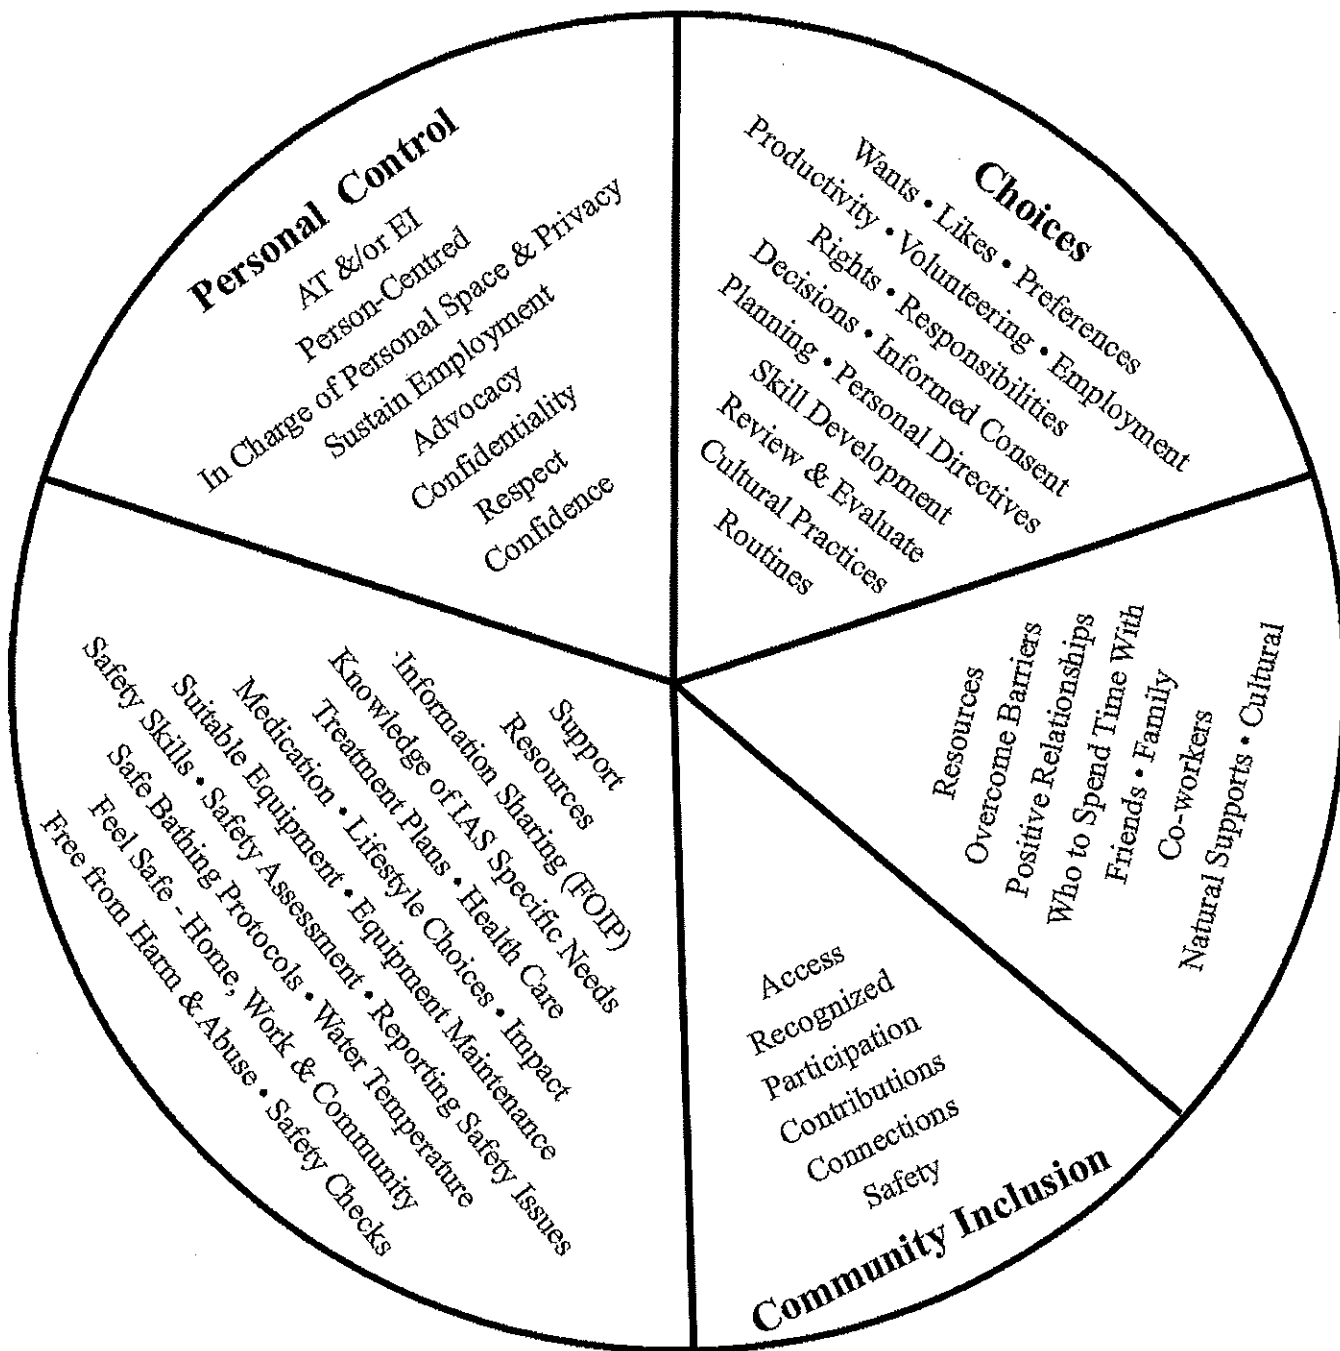 Personal Control
AT &/or EI
Person-Centred
In Charge of Personal Space & Privacy
Sustain Employment
Advocacy
Confidentiality
Respect
Confidence
Choices
Wants • Likes • Preferences
Productivity • Volunteering • Employment
Rights • Responsibilities
Decisions • Informed Consent
Planning • Personal Directives
Skill Development
Review & Evaluate
Cultural Practices
Routines
Resources
Overcome Barriers
Positive Relationships
Who to Spend Time With
Friends • Family
Co-workers
Natural Supports • Cultural
Access
Recognized
Participation
Contributions
Connections
Safety
Community Inclusion
Support
Resources
Information Sharing (FOIP)
Knowledge of IAS Specific Needs
Treatment Plans • Health Care
Medication • Lifestyle Choices • Impact
Suitable Equipment • Equipment Maintenance
Safety Skills • Safety Assessment • Reporting Safety Issues
Safe Bathing Protocols • Water Temperature
Feel Safe - Home, Work & Community
Free from Harm & Abuse • Safety Checks